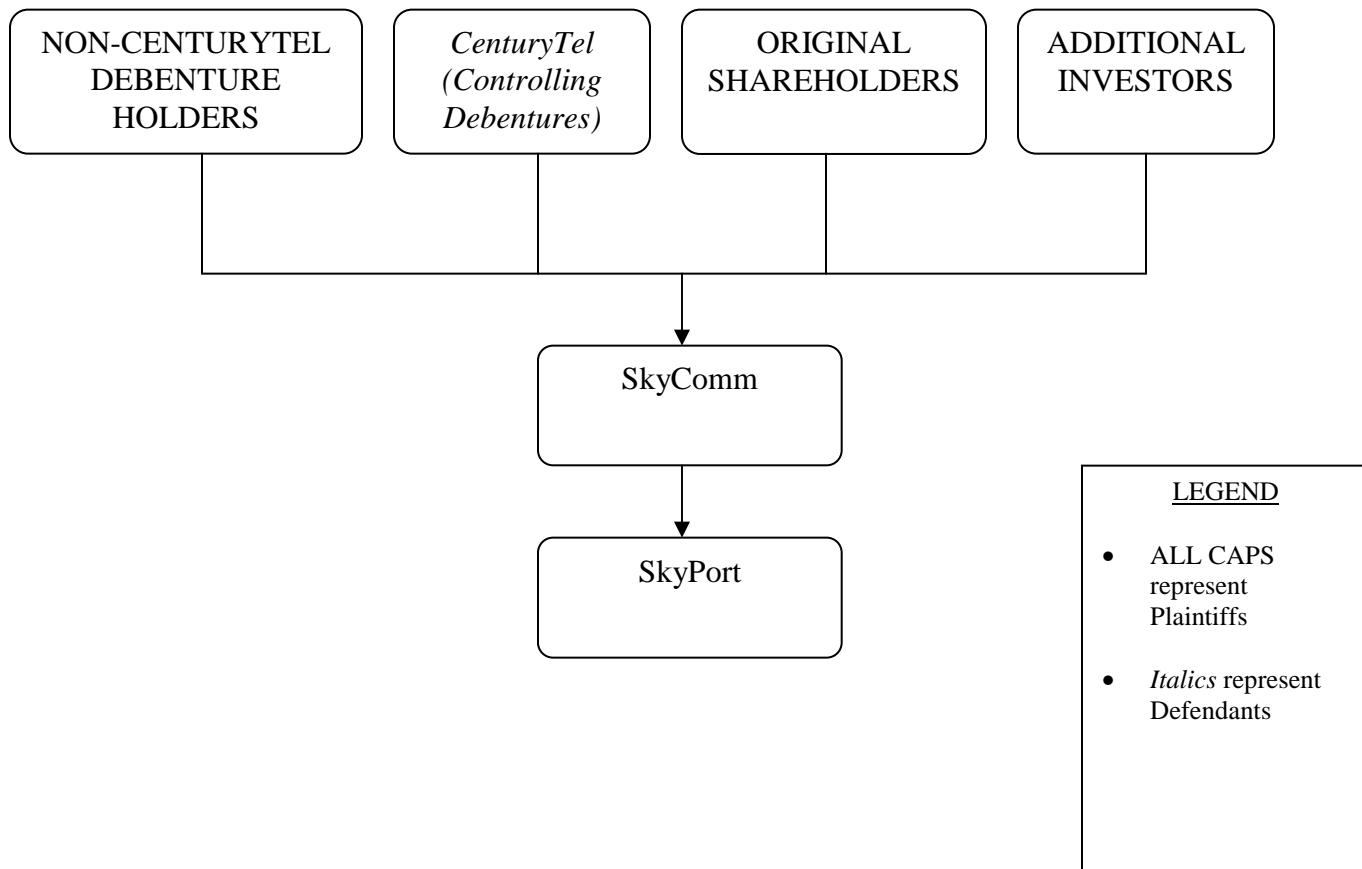 NON-CENTURYTEL
DEBENTURE
HOLDERS
CenturyTel
(Controlling
Debentures)
ORIGINAL
SHAREHOLDERS
ADDITIONAL
INVESTORS
SkyComm
SkyPort
LEGEND
• ALL CAPS
represent
Plaintiffs
• Italics represent
Defendants